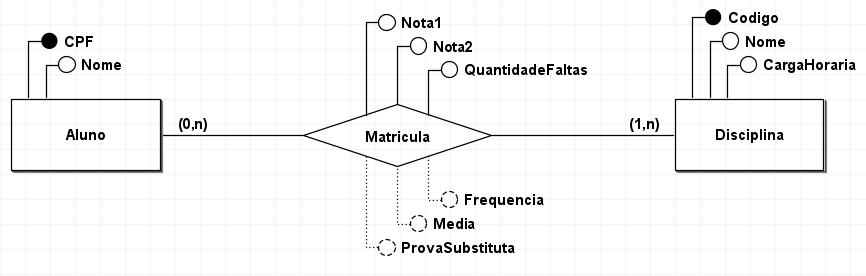 CPF
Nome
Aluno
(0,n)
Nota1
Nota2
QuantidadeFaltas
Matricula
Frequencia
Media
ProvaSubstituta
(1,n)
Codigo
Nome
CargaHoraria
Disciplina